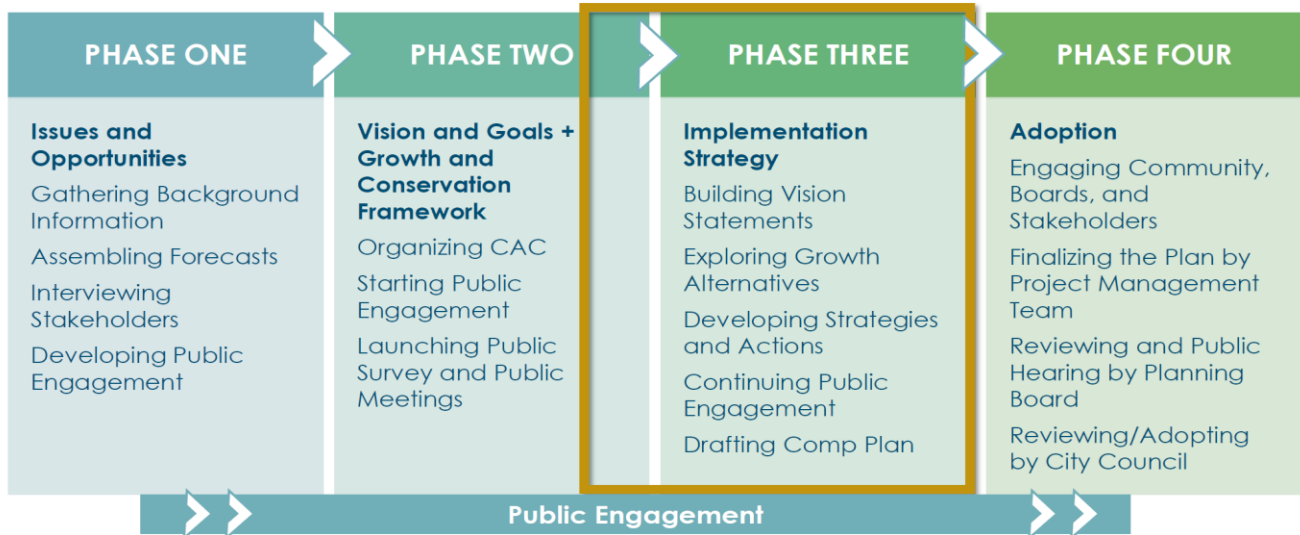 PHASE ONE
Issues and
Opportunities
Gathering Background
Information
Assembling Forecasts
Interviewing
Stakeholders
Developing Public
Engagement
PHASE TWO
Vision and Goals +
Growth and
Conservation
Framework
Organizing CAC
Starting Public
Engagement
Launching Public
Survey and Public
Meetings
PHASE THREE
Implementation
Strategy
Building Vision
Statements
Exploring Growth
Alternatives
Developing Strategies
and Actions
Continuing Public
Engagement
Drafting Comp Plan
PHASE FOUR
Adoption
Engaging Community,
Boards, and
Stakeholders
Finalizing the Plan by
Project Management
Team
Reviewing and Public
Hearing by Planning
Board
Reviewing/Adopting
by City Council
Public Engagement